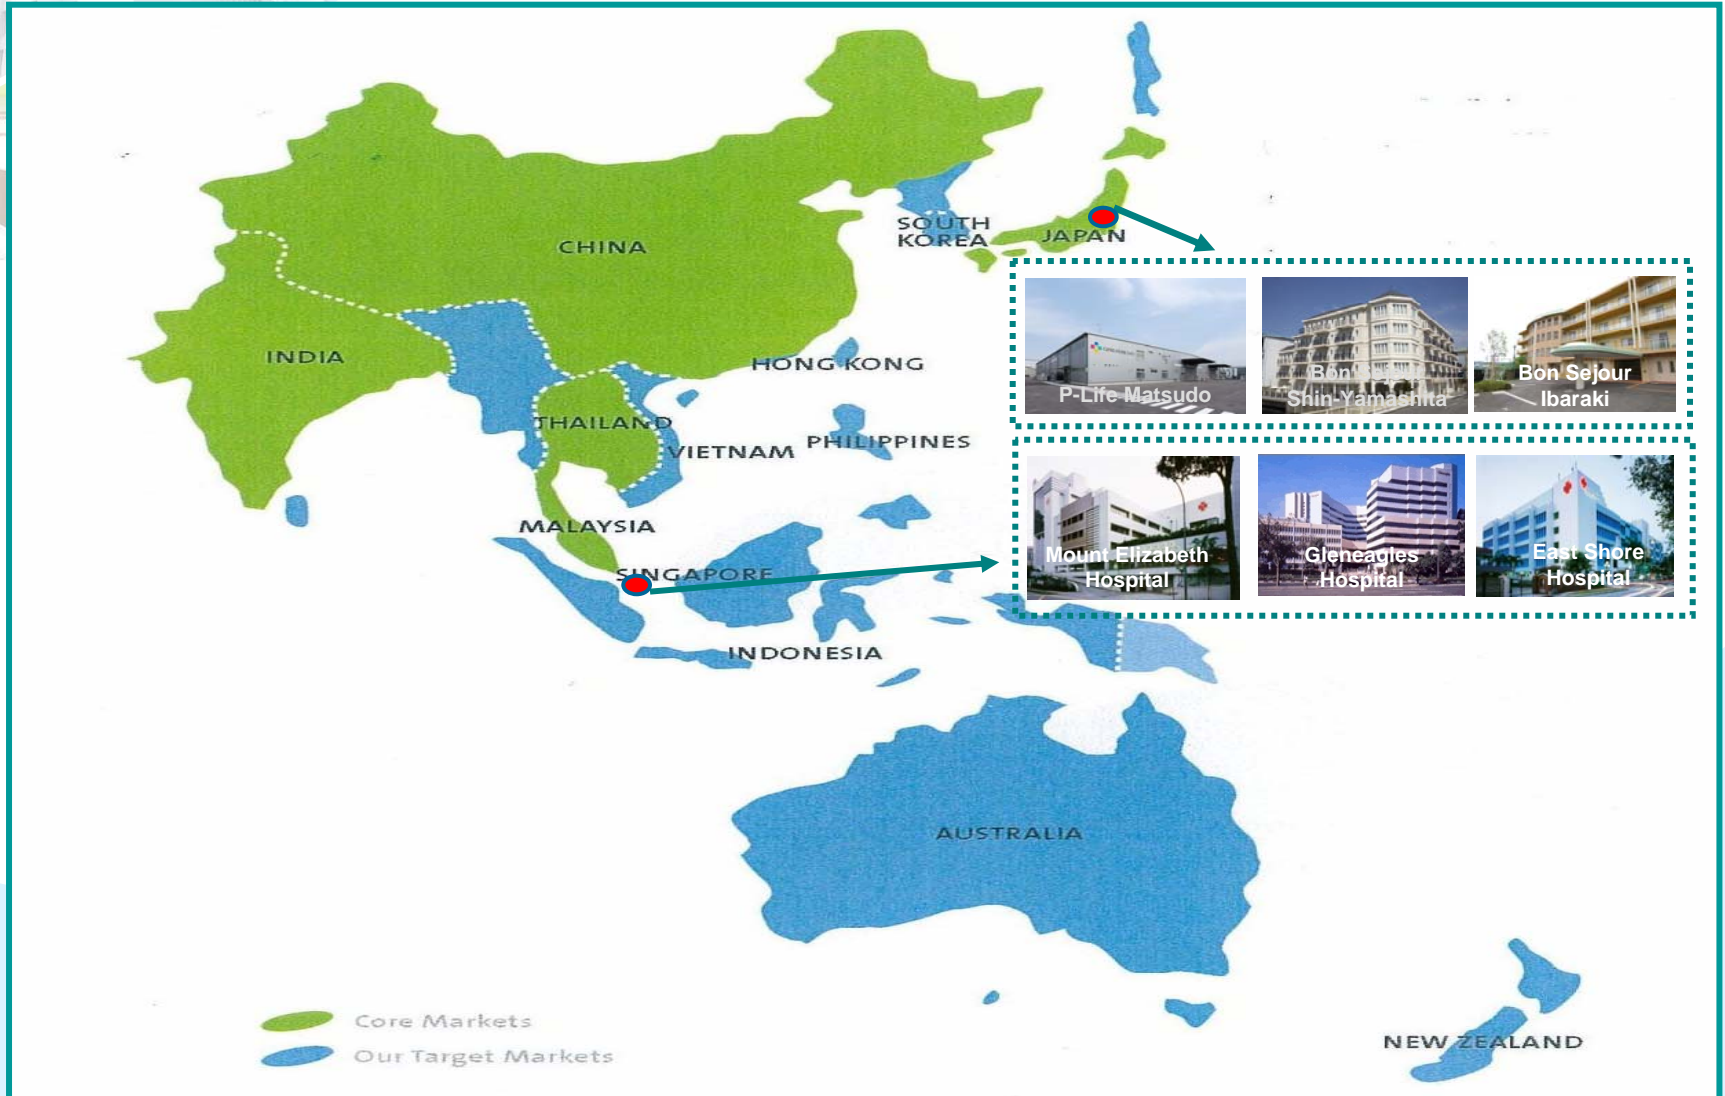 CHINA
SOUTH
KOREA
JAPAN
INDIA
HONG KONG
THAILAND
VIETNAM
PHILIPPINES
MALAYSIA
SINGAPORE
INDONESIA
AUSTRALIA
NEW ZEALAND
P-Life Matsudo
Bon
Shin-Yamashita
Bon Sejour
Ibaraki
Mount Elizabeth
Hospital
Gleneagles
Hospital
East Shore
Hospital
Core Markets
Our Target Markets